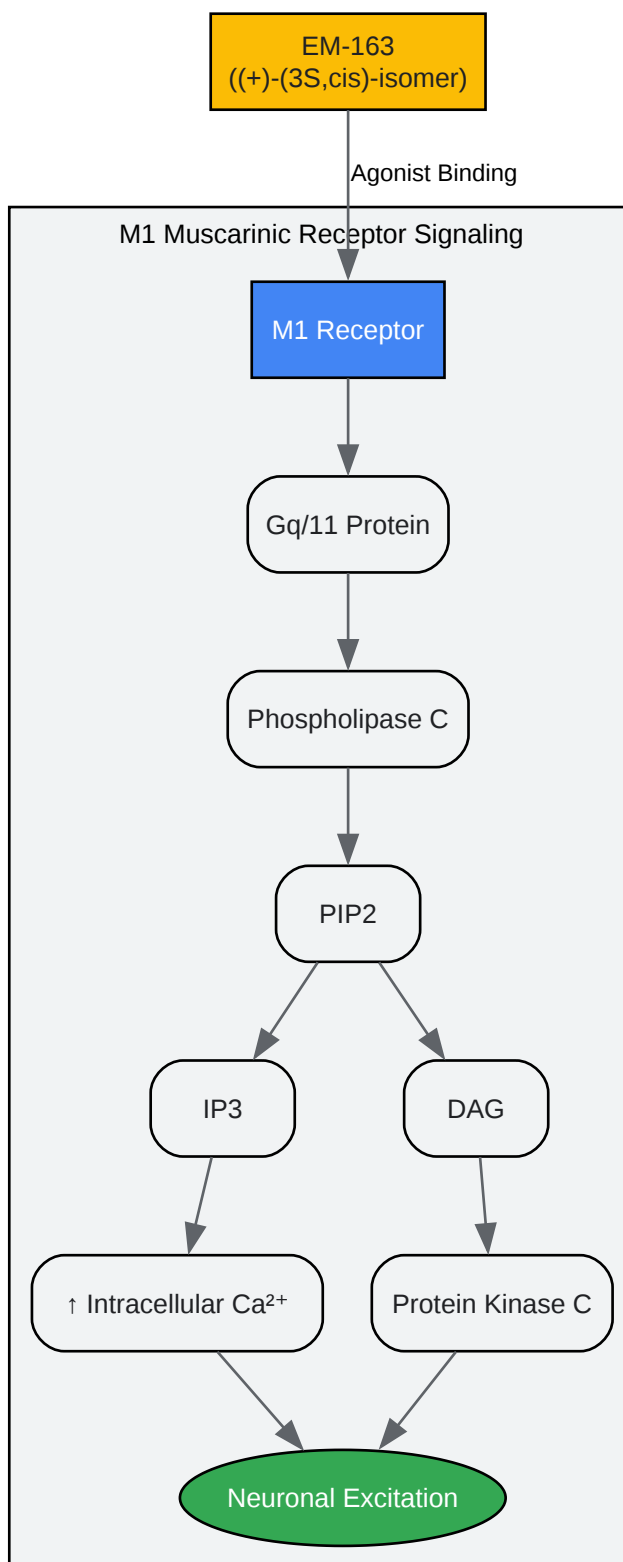 EM-163
((+)-(3S,cis)-isomer)
Agonist Binding
M1 Muscarinic Receptor Signaling
M1 Receptor
Gq/11 Protein
Phospholipase C
PIP2
IP3
DAG
↑ Intracellular Ca²⁺
Protein Kinase C
Neuronal Excitation